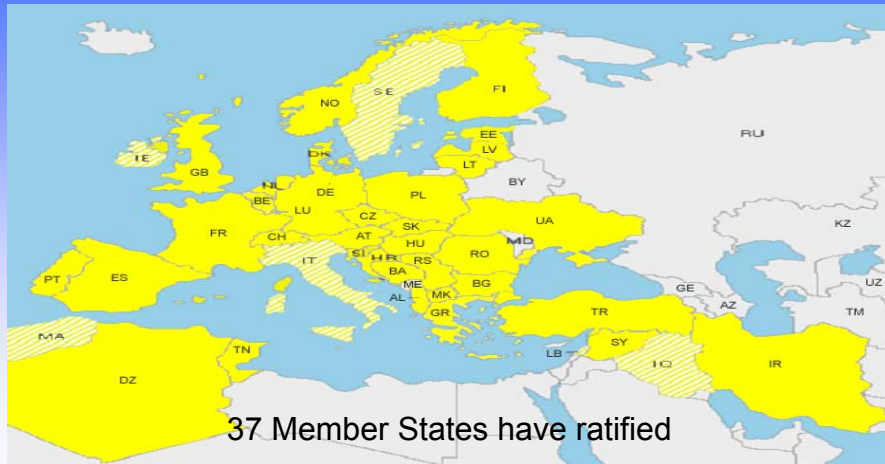 SE
NO
FI
RU
EE
LV
DK
LT
IE
GB
BY
NL
DE
PL
BE
LU
CZ
UA
KZ
SK
FR
CH
AT
HU
MD
RO
SI
HR
IT
BA
RS
ME
BG
GE
AZ
UZ
TM
PT
ES
AL
MK
GR
TR
MA
TN
SY
LB
IQ
IR
DZ
37 Member States have ratified